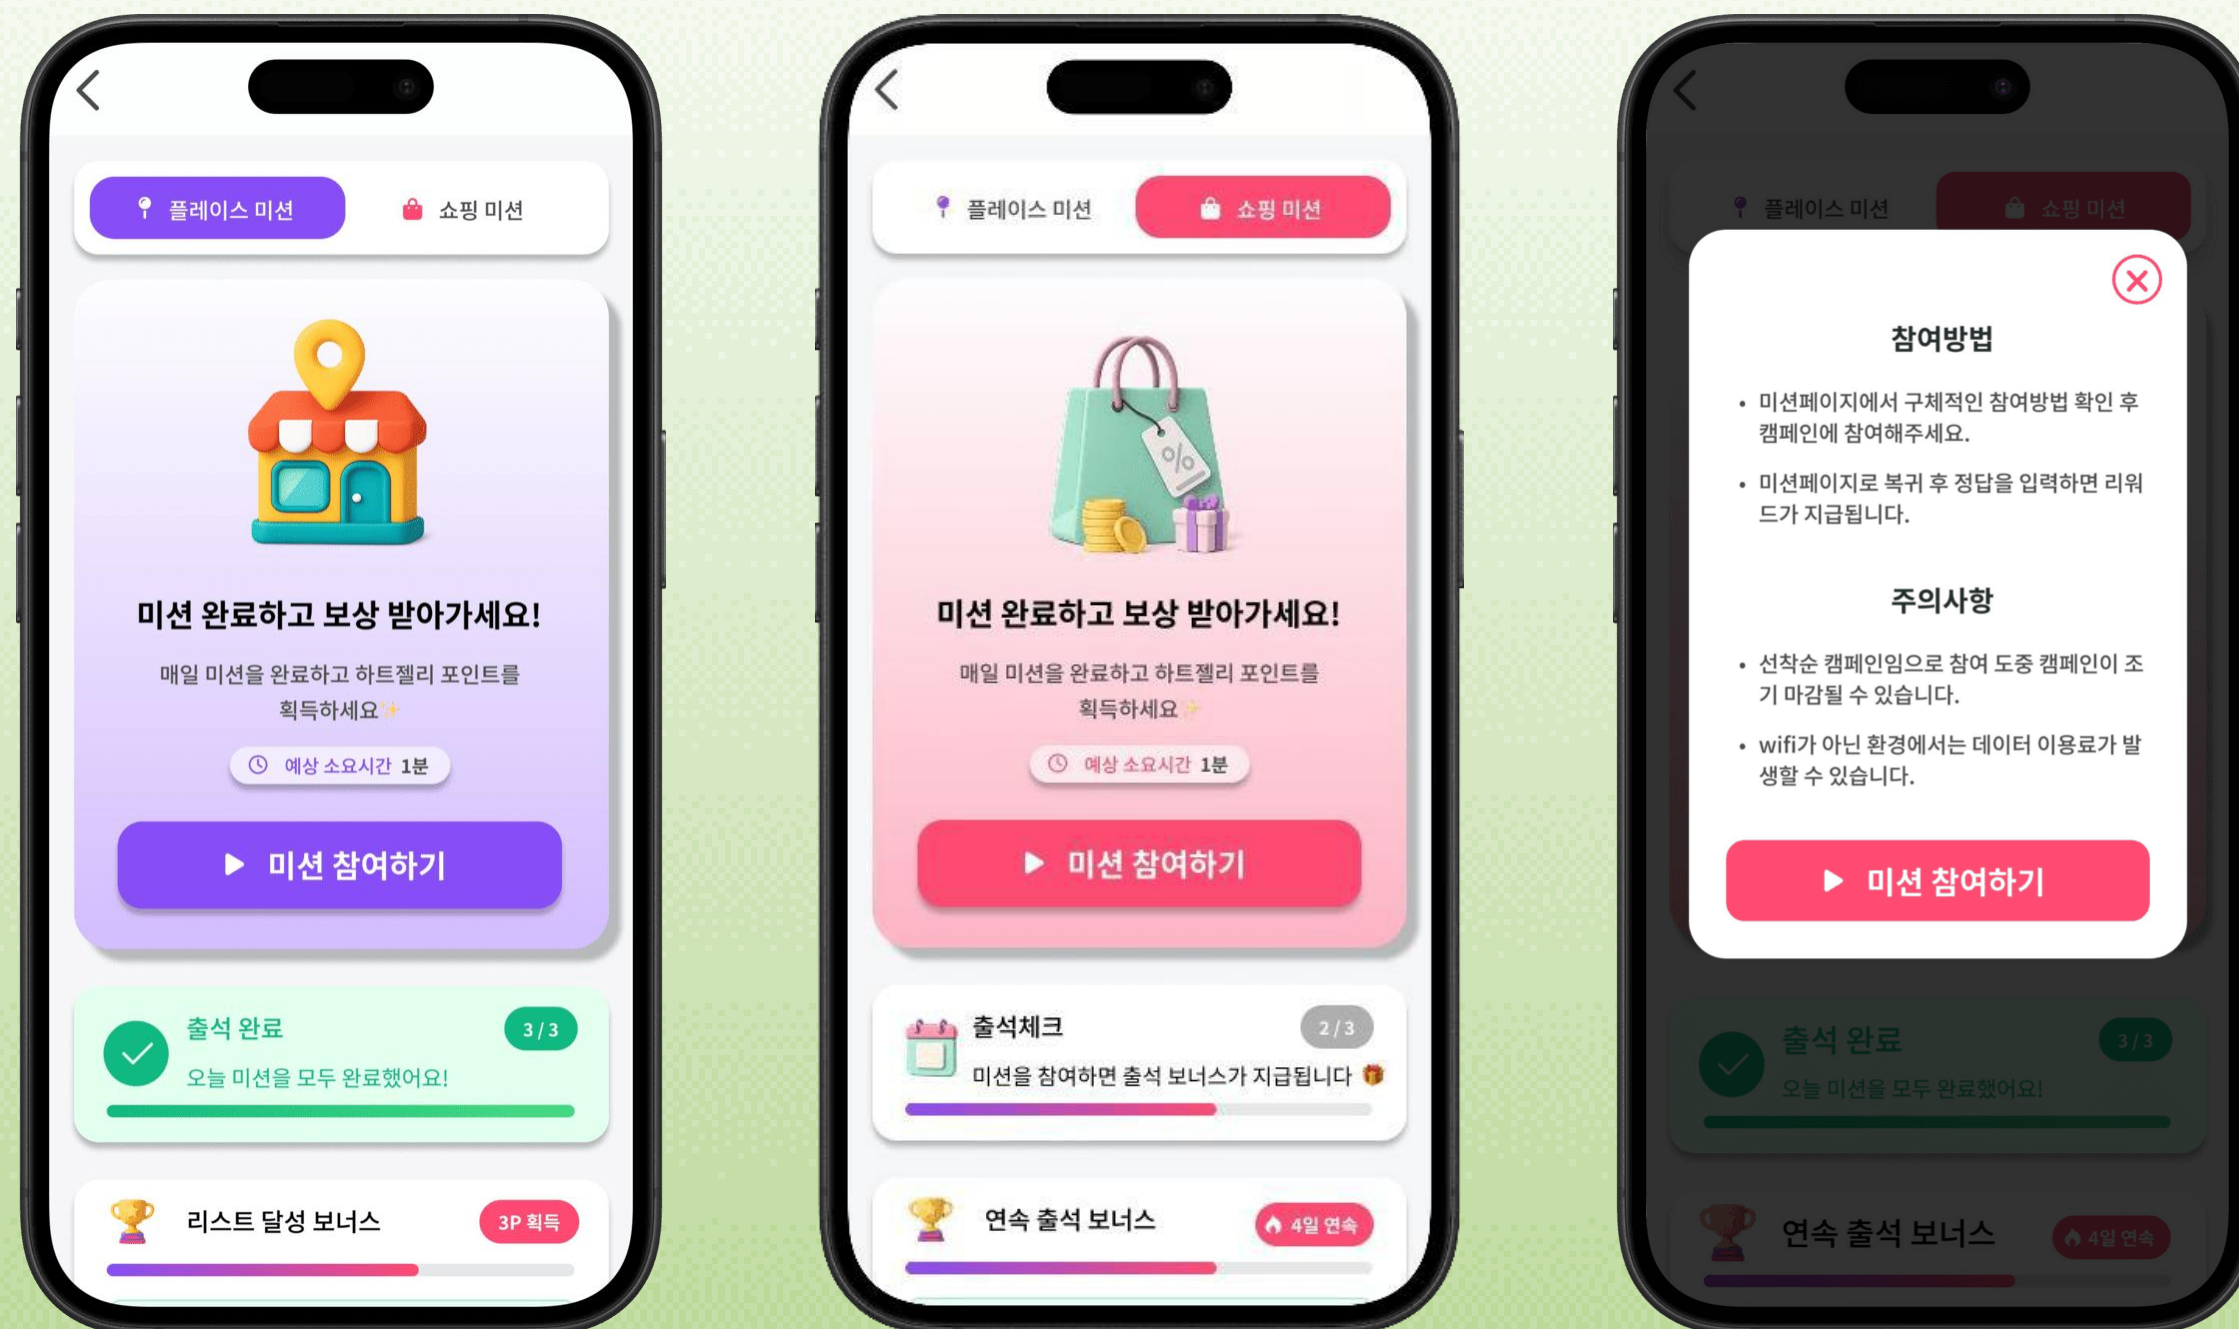 플레이스 미션
쇼핑 미션
미션 완료하고 보상 받아가세요!
매일 미션을 완료하고 하트젤리 포인트를
획득하세요✨
예상 소요시간 1분
▶ 미션 참여하기
출석 완료
3 / 3
오늘 미션을 모두 완료했어요!
리스트 달성 보너스
3P 획득
플레이스 미션
쇼핑 미션
미션 완료하고 보상 받아가세요!
매일 미션을 완료하고 하트젤리 포인트를
획득하세요✨
예상 소요시간 1분
▶ 미션 참여하기
출석체크
2 / 3
미션을 참여하면 출석 보너스가 지급됩니다 🎁
연속 출석 보너스
4일 연속
플레이스 미션
쇼핑 미션
참여방법
• 미션페이지에서 구체적인 참여방법 확인 후
캠페인에 참여해주세요.
• 미션페이지로 복귀 후 정답을 입력하면 리워
드가 지급됩니다.
주의사항
• 선착순 캠페인임으로 참여 도중 캠페인이 조
기 마감될 수 있습니다.
• wifi가 아닌 환경에서는 데이터 이용료가 발
생할 수 있습니다.
▶ 미션 참여하기
출석 완료
3 / 3
오늘 미션을 모두 완료했어요!
연속 출석 보너스
4일 연속